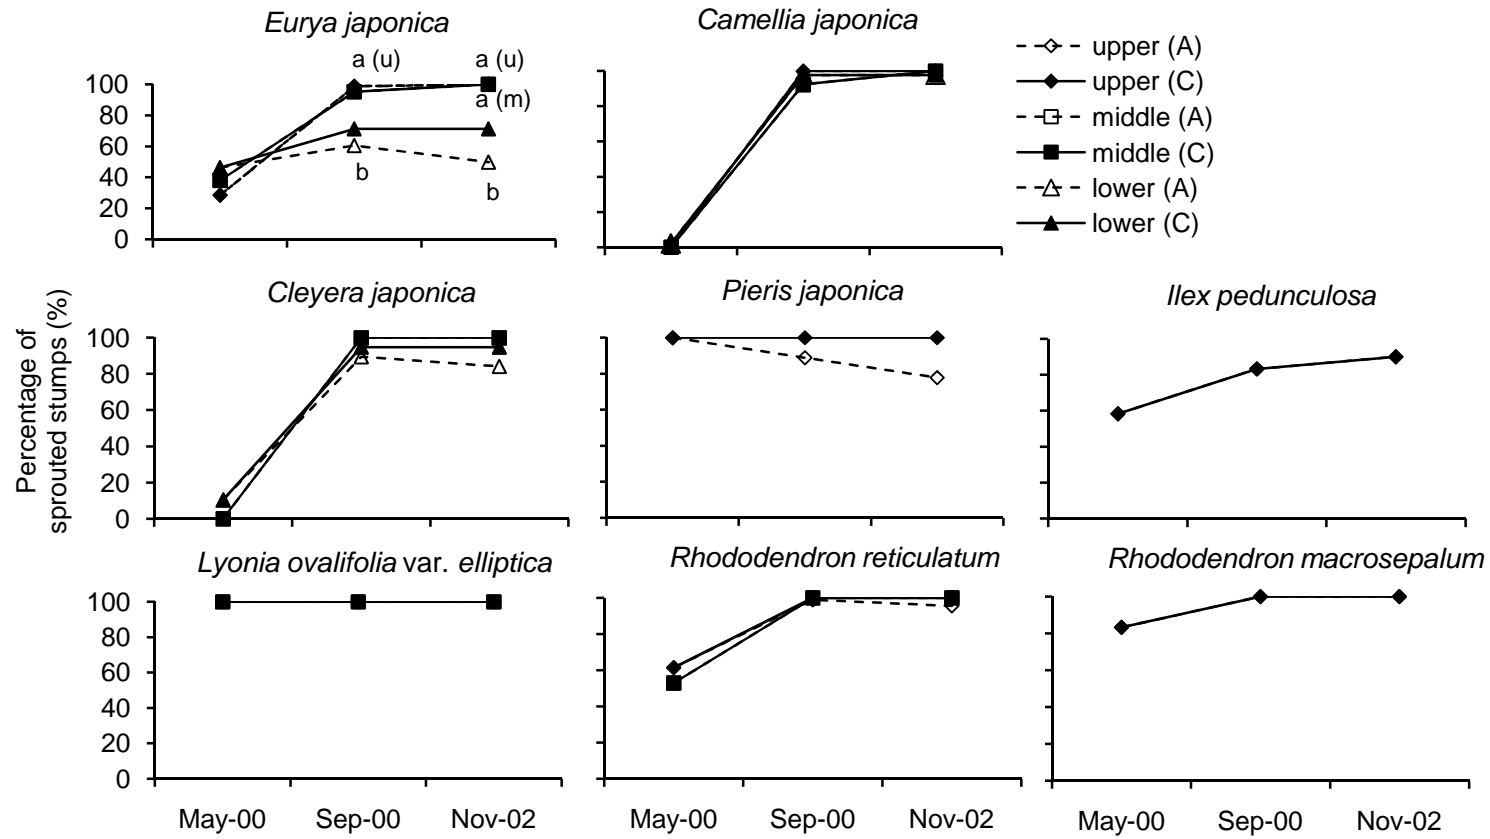 Eurya japonica
Camellia japonica
a (u)
a (u)
a (m)
b
b
100
80
60
40
20
0
upper (A)
upper (C)
middle (A)
middle (C)
lower (A)
lower (C)
Cleyera japonica
Pieris japonica
Ilex pedunculosa
Percentage of
sprouted stumps (%)
100
80
60
40
20
0
Lyonia ovalifolia var. elliptica
Rhododendron reticulatum
Rhododendron macrosepalum
100
80
60
40
20
0
May-00 Sep-00 Nov-02
May-00 Sep-00 Nov-02
May-00 Sep-00 Nov-02